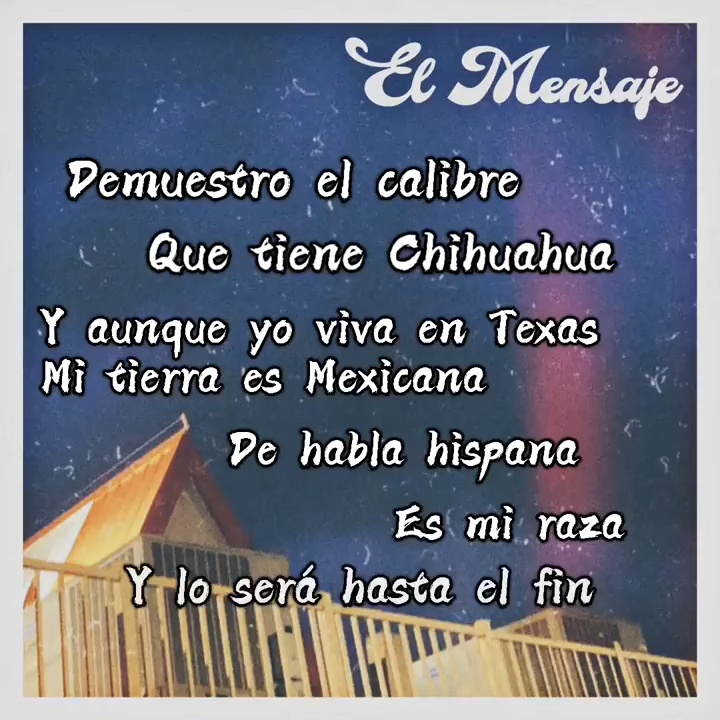 El Mensaje
Demuestro el calibre
Que tiene Chihuahua
Y aunque yo viva en Texas
Mi tierra es Mexicana
De habla hispana
Es mi raza
Y lo será hasta el fin